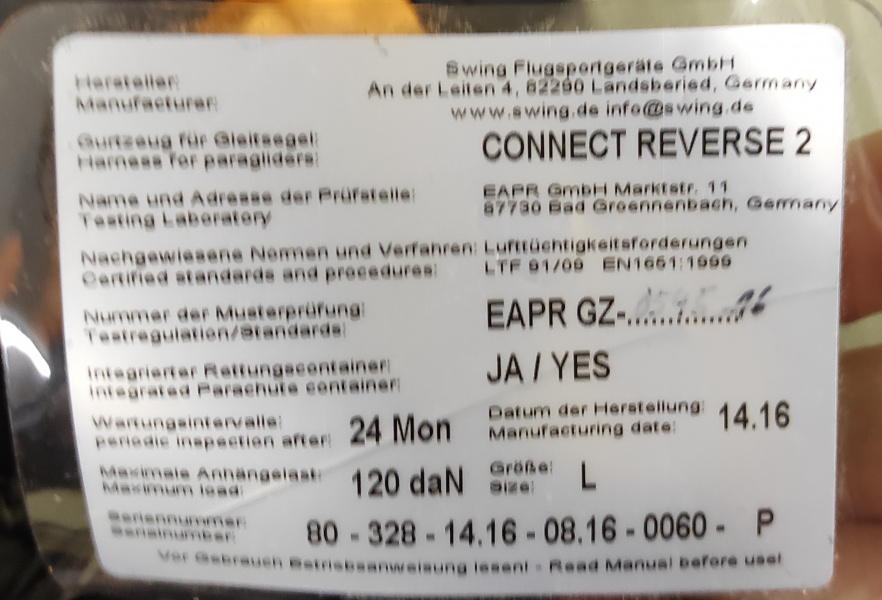 Hersteller:
Manufacturer:
Swing Flugsportgeräte GmbH
An der Leiten 4, 82290 Landsberied, Germany
www.swing.de info@swing.de
Gurtzeug für Gleitsegel:
Harness for paragliders:
CONNECT REVERSE 2
Name und Adresse der Prüfstelle:
Testing Laboratory
EAPR GmbH Marktstr. 11
87730 Bad Groennenbach, Germany
Nachgewiesene Normen und Verfahren:
Certified standards and procedures:
Lufttüchtigkeitsforderungen
LTF 91/09 EN1651:1999
Nummer der Musterprüfung:
Testregulation/Standards:
EAPR GZ-
Integrierter Rettungscontainer:
Integrated Parachute container:
JA / YES
Wartungsintervalle:
periodic inspection after:
24 Mon
Datum der Herstellung:
Manufacturing date:
14.16
Maximale Anhängelast:
Maximum load:
120 daN
Größe:
Size:
L
Seriennummer:
Serialnumber:
80 - 328 - 14.16 - 08.16 - 0060 - P
Vor Gebrauch Betriebsanweisung lesen! - Read Manual before use!